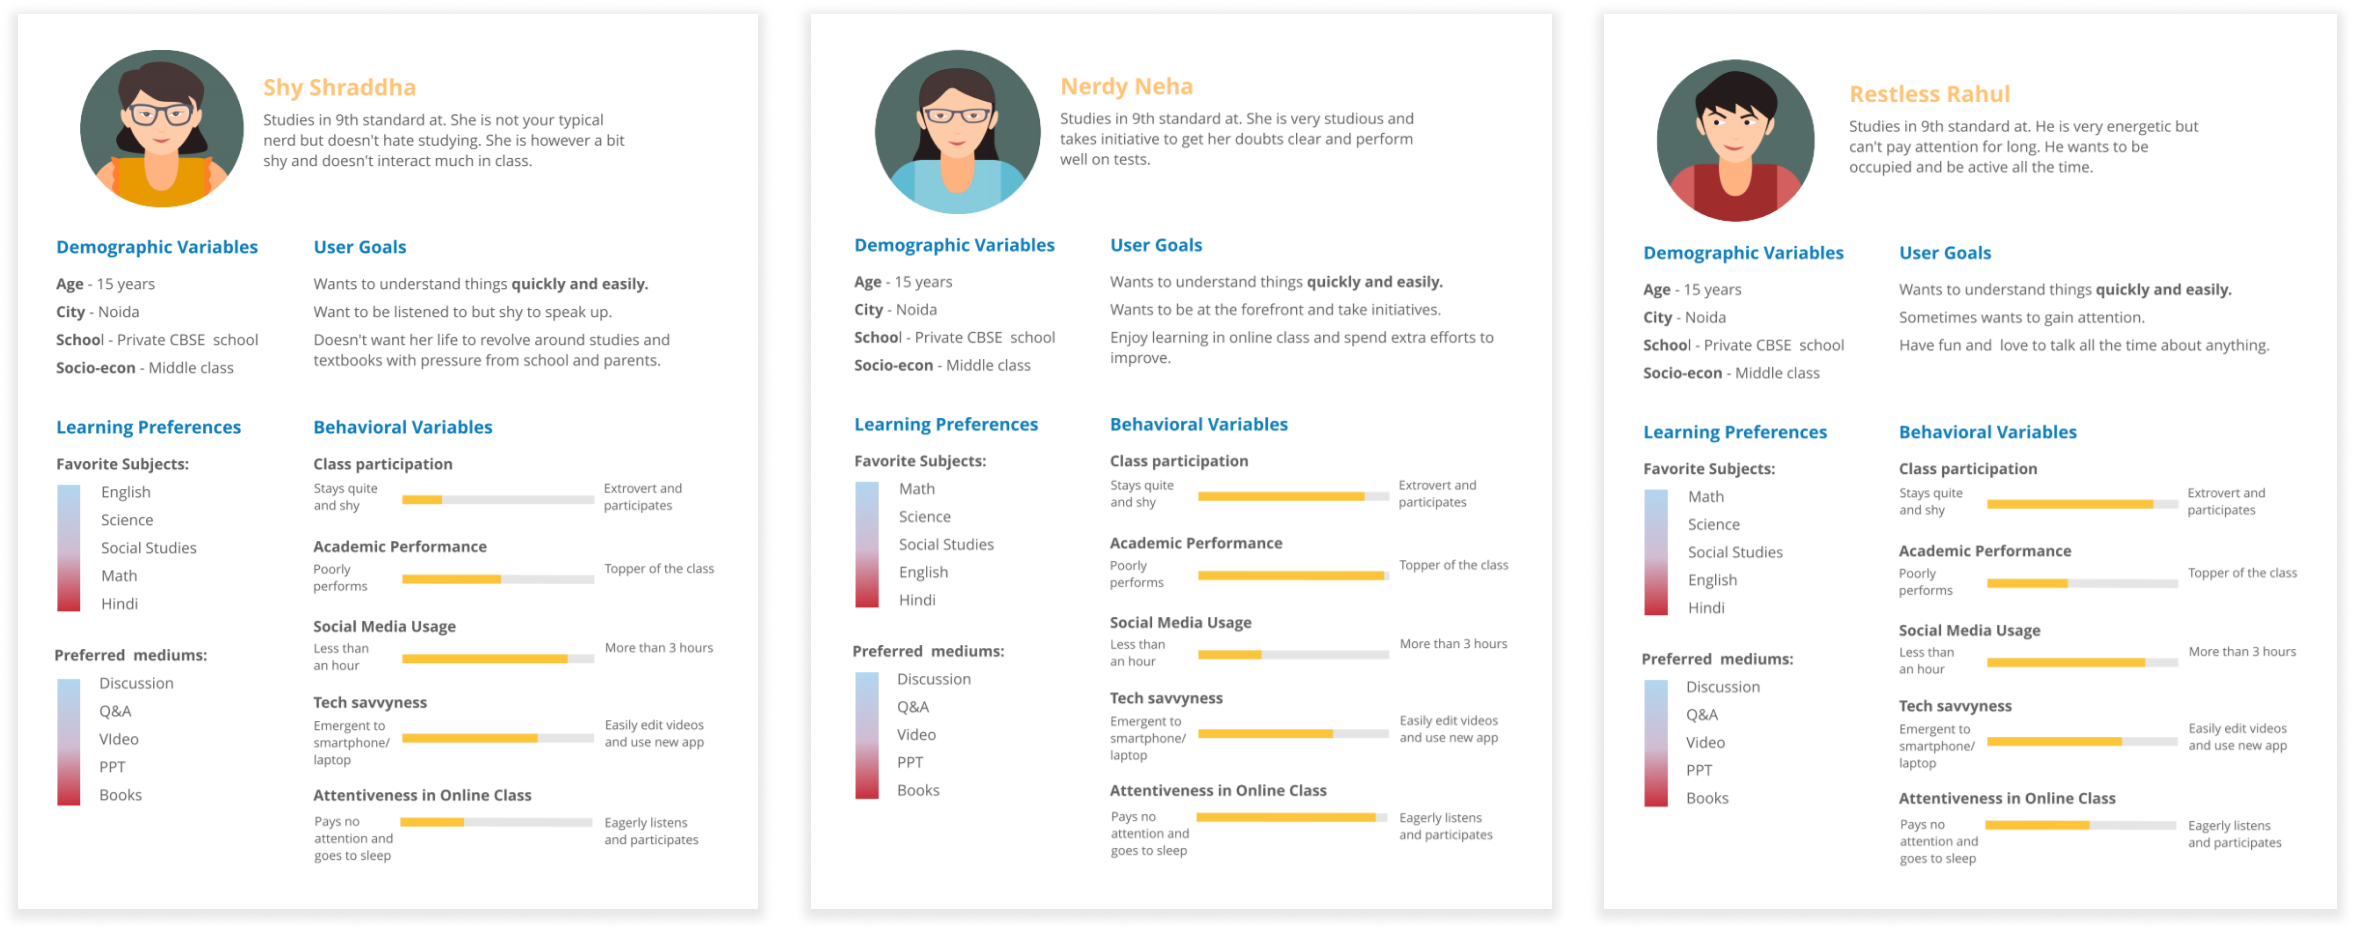 Shy Shraddha
Studies in 9th standard at. She is not your typical
nerd but doesn't hate studying. She is however a bit
shy and doesn't interact much in class.
Demographic Variables
Age - 15 years
City - Noida
School - Private CBSE  school
Socio-econ - Middle class
User Goals
Wants to understand things quickly and easily.
Want to be listened to but shy to speak up.
Doesn't want her life to revolve around studies and
textbooks with pressure from school and parents.
Learning Preferences
Favorite Subjects:
English
Science
Social Studies
Math
Hindi
Preferred  mediums:
Discussion
Q&A
VIdeo
PPT
Books
Behavioral Variables
Class participation
Stays quite
and shy
Extrovert and
participates
Academic Performance
Poorly
performs
Topper of the class
Social Media Usage
Less than
an hour
More than 3 hours
Tech savvyness
Emergent to
smartphone/
laptop
Easily edit videos
and use new app
Attentiveness in Online Class
Pays no
attention and
goes to sleep
Eagerly listens
and participates
Nerdy Neha
Studies in 9th standard at. She is very studious and
takes initiative to get her doubts clear and perform
well on tests.
Demographic Variables
Age - 15 years
City - Noida
School - Private CBSE  school
Socio-econ - Middle class
User Goals
Wants to understand things quickly and easily.
Wants to be at the forefront and take initiatives.
Enjoy learning in online class and spend extra efforts to
improve.
Learning Preferences
Favorite Subjects:
Math
Science
Social Studies
English
Hindi
Preferred  mediums:
Discussion
Q&A
Video
PPT
Books
Behavioral Variables
Class participation
Stays quite
and shy
Extrovert and
participates
Academic Performance
Poorly
performs
Topper of the class
Social Media Usage
Less than
an hour
More than 3 hours
Tech savvyness
Emergent to
smartphone/
laptop
Easily edit videos
and use new app
Attentiveness in Online Class
Pays no
attention and
goes to sleep
Eagerly listens
and participates
Restless Rahul
Studies in 9th standard at. He is very energetic but
can't pay attention for long. He wants to be
occupied and be active all the time.
Demographic Variables
Age - 15 years
City - Noida
School - Private CBSE  school
Socio-econ - Middle class
User Goals
Wants to understand things quickly and easily.
Sometimes wants to gain attention.
Have fun and  love to talk all the time about anything.
Learning Preferences
Favorite Subjects:
Math
Science
Social Studies
English
Hindi
Preferred  mediums:
Discussion
Q&A
Video
PPT
Books
Behavioral Variables
Class participation
Stays quite
and shy
Extrovert and
participates
Academic Performance
Poorly
performs
Topper of the class
Social Media Usage
Less than
an hour
More than 3 hours
Tech savvyness
Emergent to
smartphone/
laptop
Easily edit videos
and use new app
Attentiveness in Online Class
Pays no
attention and
goes to sleep
Eagerly listens
and participates